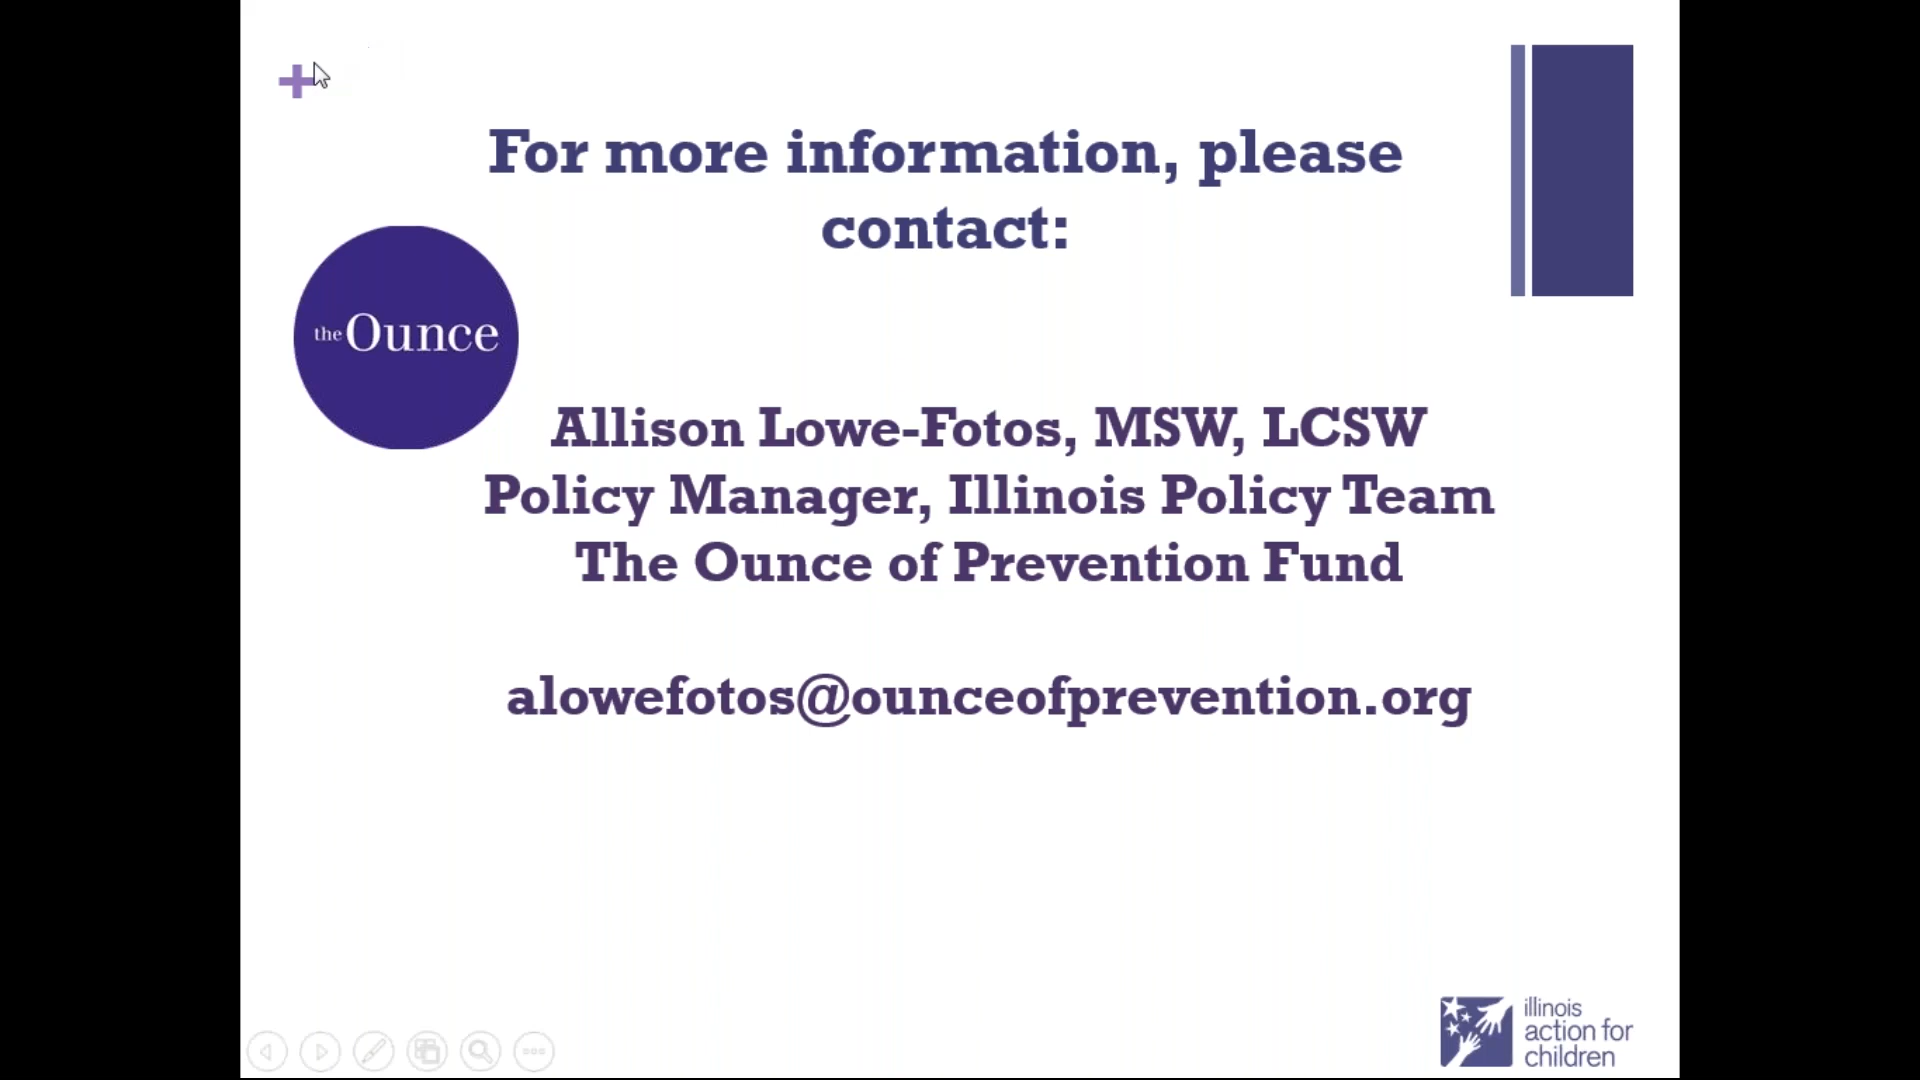 For more information, please
contact:
the Ounce
Allison Lowe-Fotos, MSW, LCSW
Policy Manager, Illinois Policy Team
The Ounce of Prevention Fund
alowefotos@ounceofprevention.org
illinois
action for
children